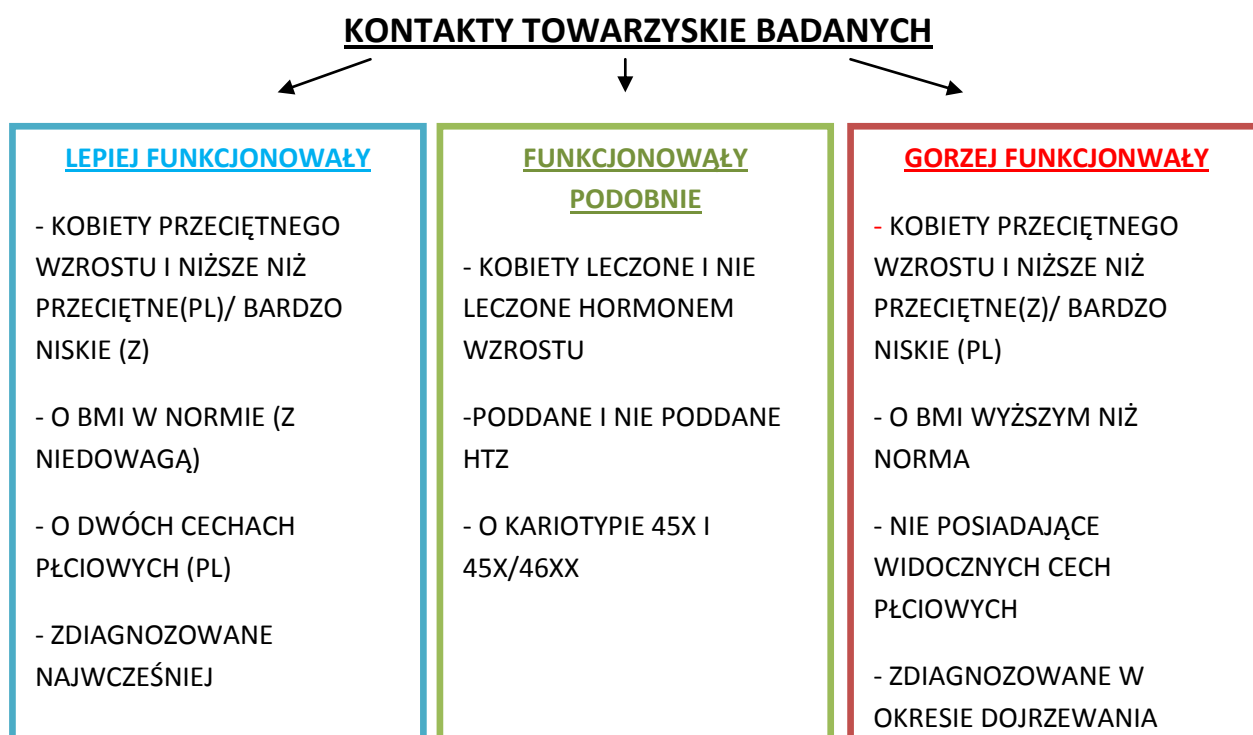 KONTAKTY TOWARZYSKIE BADANYCH
LEPIEJ FUNKCJONOWAŁY
- KOBIETY PRZECIĘTNEGO
WZROSTU I NIŻSZE NIŻ
PRZECIĘTNE(PL)/ BARDZO
NISKIE (Z)
- O BMI W NORMIE (Z
NIEDOWAGĄ)
- O DWÓCH CECHACH
PŁCIOWYCH (PL)
- ZDIAGNOZOWANE
NAJWCZEŚNIEJ
FUNKCJONOWĄŁY
PODOBNIE
- KOBIETY LECZONE I NIE
LECZONE HORMONEM
WZROSTU
-PODDANE I NIE PODDANE
HTZ
- O KARIOTYPIE 45X I
45X/46XX
GORZEJ FUNKCJONWAŁY
- KOBIETY PRZECIĘTNEGO
WZROSTU I NIŻSZE NIŻ
PRZECIĘTNE(Z)/ BARDZO
NISKIE (PL)
- O BMI WYŻSZYM NIŻ
NORMA
- NIE POSIADAJĄCE
WIDOCZNYCH CECH
PŁCIOWYCH
- ZDIAGNOZOWANE W
OKRESIE DOJRZEWANIA